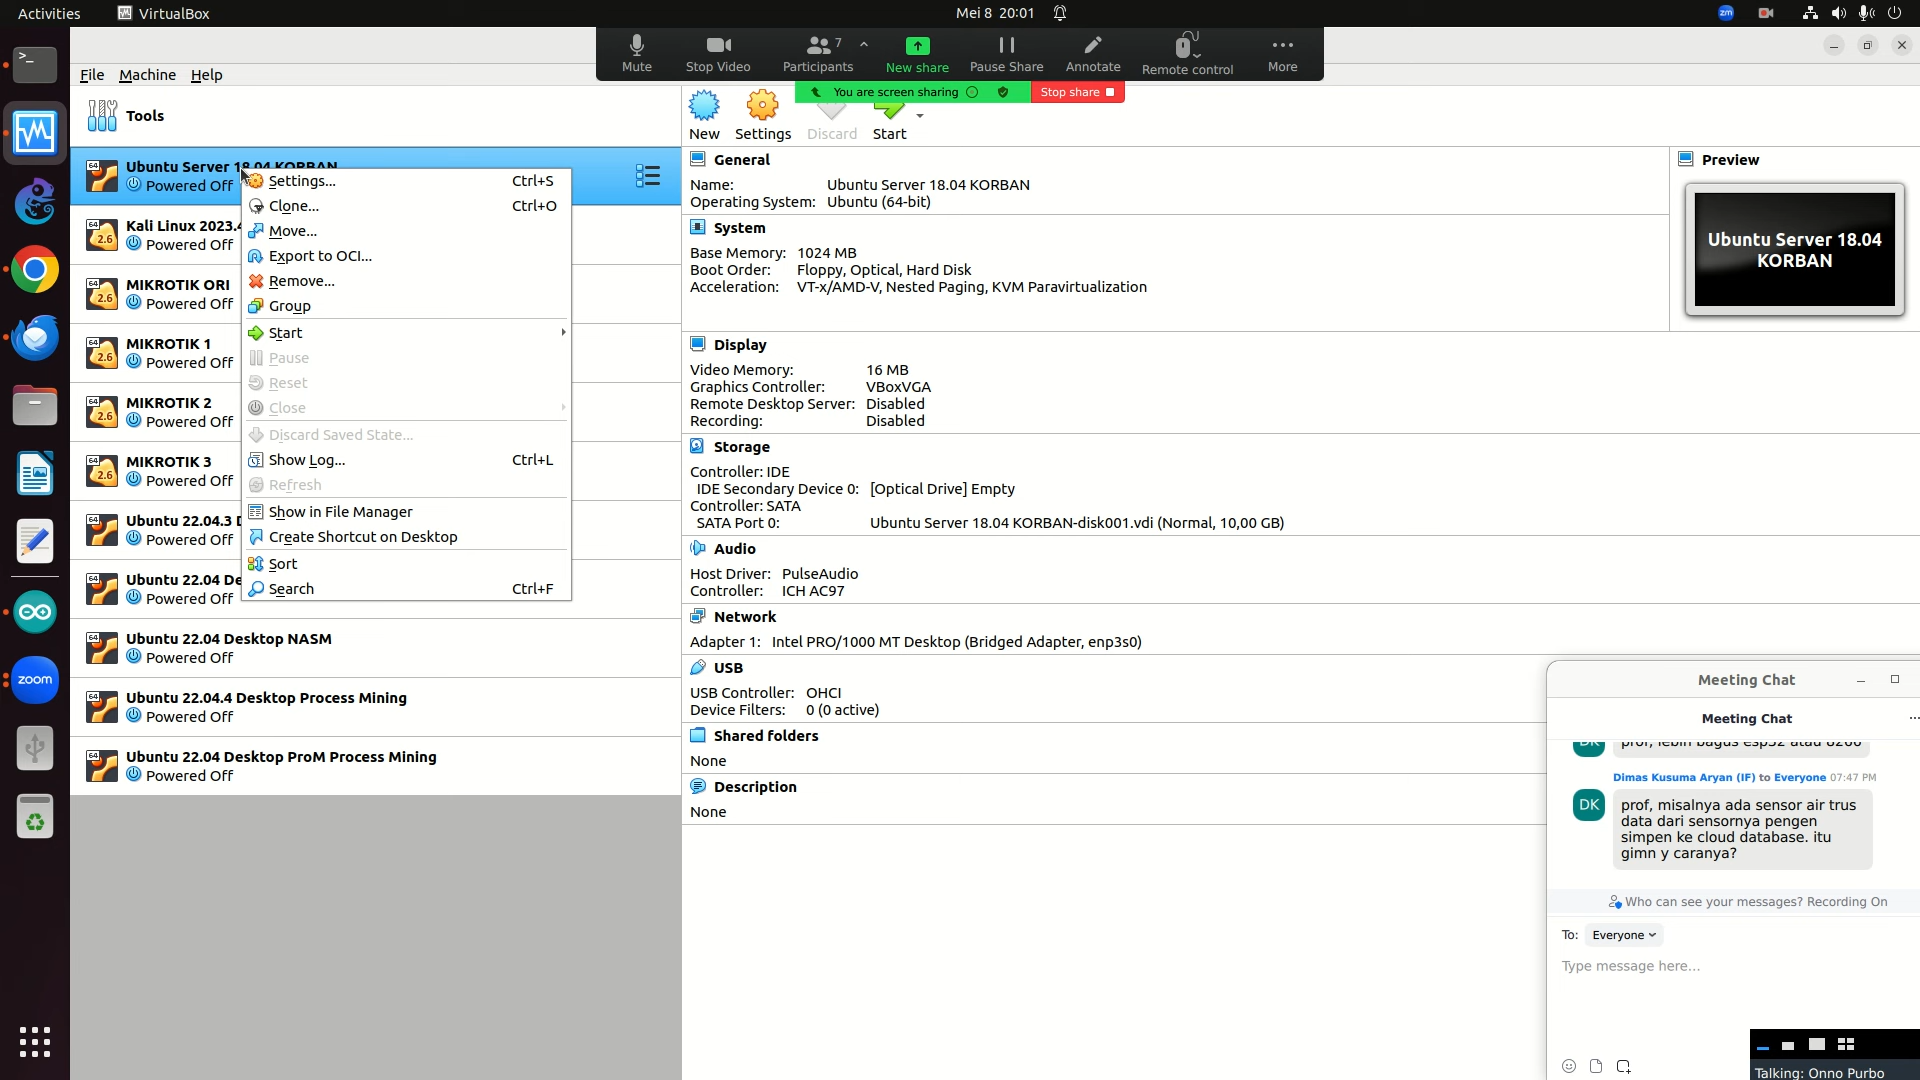 Activities
VirtualBox
Mei 8 20:01
zm
Mute
Stop Video
7
Participants
New share
Pause Share
Annotate
Remote control
More
You are screen sharing
Stop share
File
Machine
Help
Tools
New
Settings
Discard
Start
Ubuntu Server 18.04 KORBAN
Powered Off
Kali Linux 2023.4
Powered Off
MIKROTIK ORI
Powered Off
MIKROTIK 1
Powered Off
MIKROTIK 2
Powered Off
MIKROTIK 3
Powered Off
Ubuntu 22.04.3
Powered Off
Ubuntu 22.04 De
Powered Off
Ubuntu 22.04 Desktop NASM
Powered Off
Ubuntu 22.04.4 Desktop Process Mining
Powered Off
Ubuntu 22.04 Desktop ProM Process Mining
Powered Off
Settings... Ctrl+S
Clone... Ctrl+O
Move...
Export to OCI...
Remove...
Group
Start
Pause
Reset
Close
Discard Saved State...
Show Log... Ctrl+L
Refresh
Show in File Manager
Create Shortcut on Desktop
Sort
Search Ctrl+F
General
Name: Ubuntu Server 18.04 KORBAN
Operating System: Ubuntu (64-bit)
System
Base Memory: 1024 MB
Boot Order: Floppy, Optical, Hard Disk
Acceleration: VT-x/AMD-V, Nested Paging, KVM Paravirtualization
Preview
Ubuntu Server 18.04
KORBAN
Display
Video Memory: 16 MB
Graphics Controller: VBoxVGA
Remote Desktop Server: Disabled
Recording: Disabled
Storage
Controller: IDE
IDE Secondary Device 0: [Optical Drive] Empty
Controller: SATA
SATA Port 0: Ubuntu Server 18.04 KORBAN-disk001.vdi (Normal, 10,00 GB)
Audio
Host Driver: PulseAudio
Controller: ICH AC97
Network
Adapter 1: Intel PRO/1000 MT Desktop (Bridged Adapter, enp3s0)
USB
USB Controller: OHCI
Device Filters: 0 (0 active)
Shared folders
None
Description
None
zoom
Meeting Chat
Meeting Chat
DK
prof, lebih bagus esp32 atau 8266
Dimas Kusuma Aryan (IF) to Everyone 07:47 PM
DK
prof, misalnya ada sensor air trus
data dari sensornya pengen
simpen ke cloud database. itu
gimn y caranya?
Who can see your messages? Recording On
To: Everyone
Type message here...
Talking: Onno Purbo